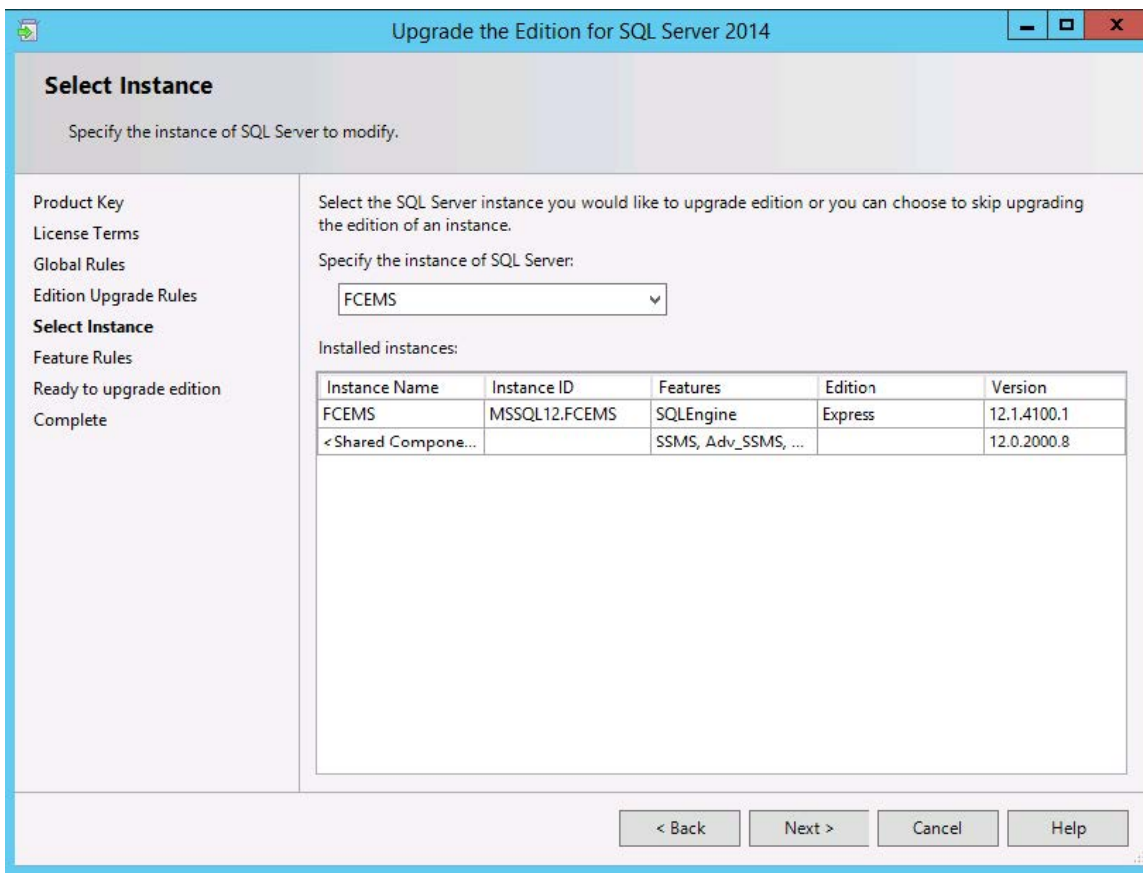 Upgrade the Edition for SQL Server 2014
Select Instance
Specify the instance of SQL Server to modify.
Product Key
License Terms
Global Rules
Edition Upgrade Rules
Select Instance
Feature Rules
Ready to upgrade edition
Complete
Select the SQL Server instance you would like to upgrade edition or you can choose to skip upgrading
the edition of an instance.
Specify the instance of SQL Server:
FCEMS
Installed instances:
Instance Name Instance ID Features Edition Version
FCEMS MSSQL12.FCEMS SQLEngine Express 12.1.4100.1
<Shared Compone... SSMS, Adv_SSMS, ... 12.0.2000.8
< Back Next > Cancel Help